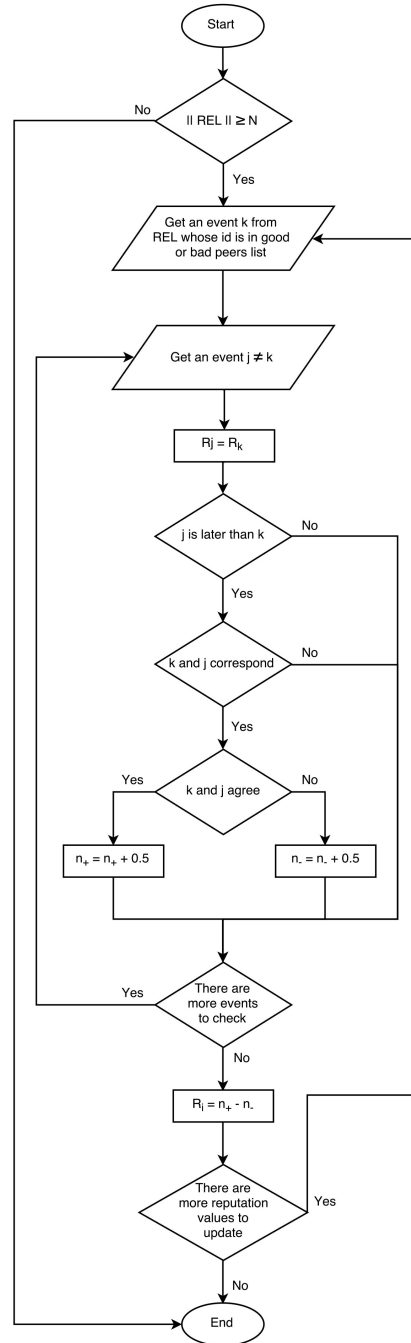 Start
No
|| REL || ≥ N
Yes
Get an event k from
REL whose id is in good
or bad peers list
Get an event j ≠ k
Rj = Rₖ
j is later than k
No
Yes
k and j correspond
No
Yes
Yes
k and j agree
No
n₊ = n₊ + 0.5
n₋ = n₋ + 0.5
Yes
There are
more events
to check
No
Rᵢ = n₊ - n₋
There are
more reputation
values to
update
Yes
No
End